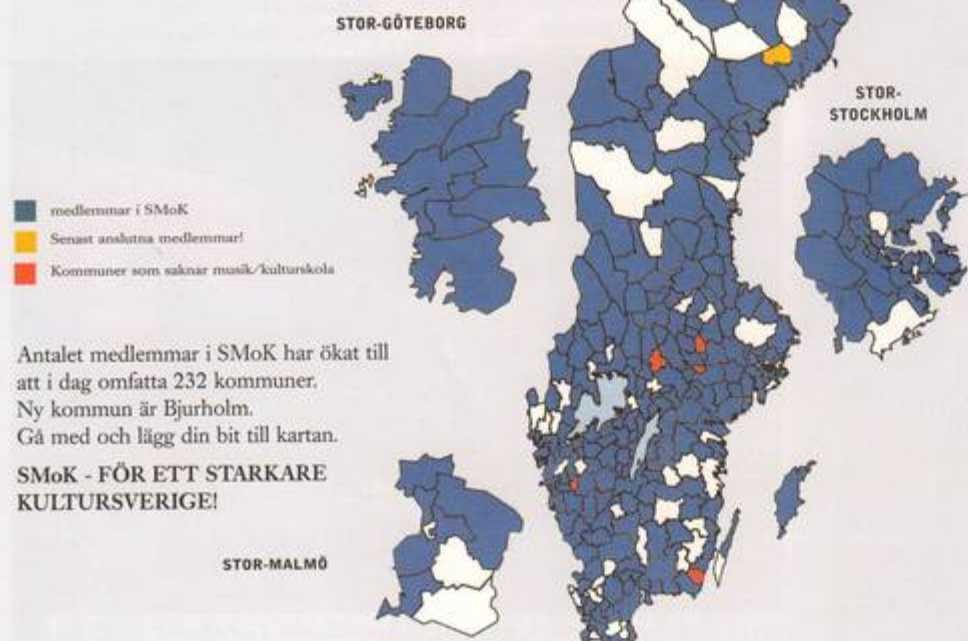 STOR-GÖTEBORG
STOR-
STOCKHOLM
medlemmar i SMoK
Senast anslutna medlemmar!
Kommuner som saknar musik/kulturskola
Antalet medlemmar i SMoK har ökat till
att i dag omfatta 232 kommuner.
Ny kommun är Bjurholm.
Gå med och lägg din bit till kartan.
SMoK - FÖR ETT STARKARE
KULTURSVERIGE!
STOR-MALMÖ